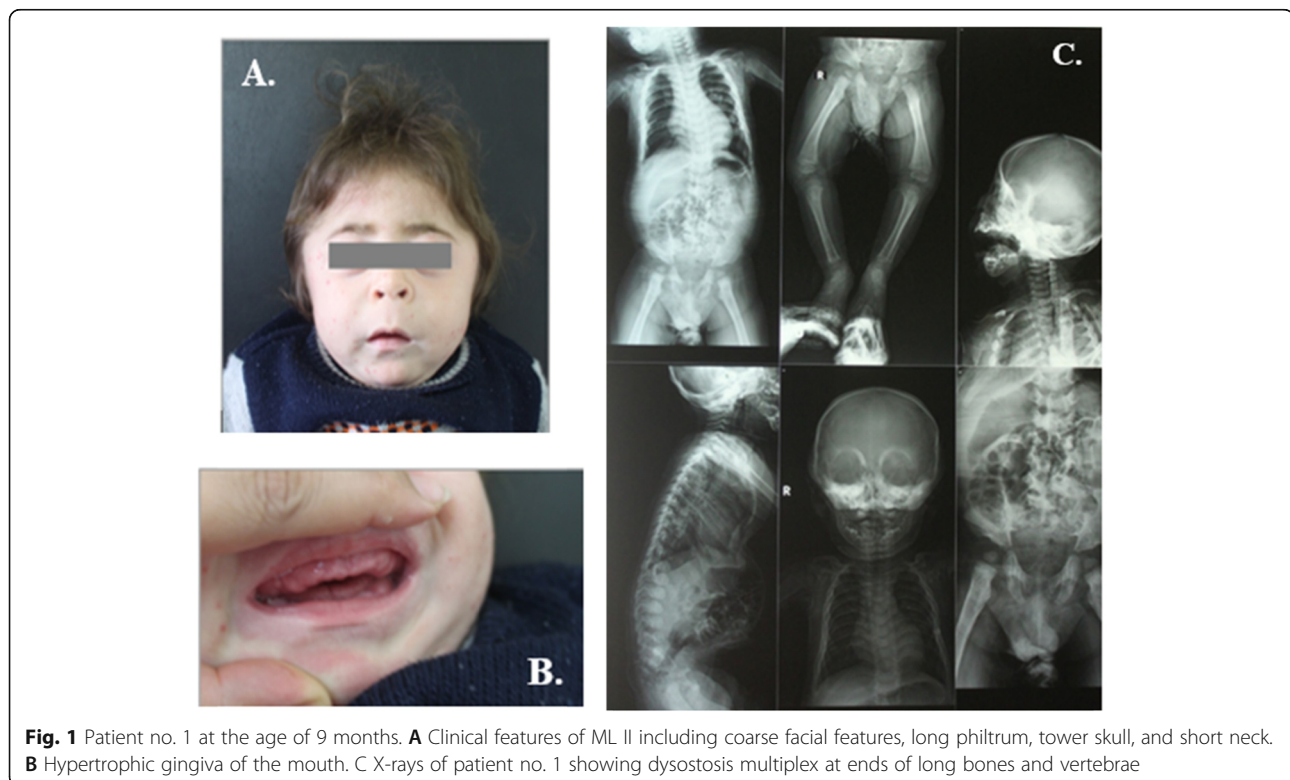 A.
C.
R
B.
R
Fig. 1 Patient no. 1 at the age of 9 months. A Clinical features of ML II including coarse facial features, long philtrum, tower skull, and short neck.
B Hypertrophic gingiva of the mouth. C X-rays of patient no. 1 showing dysostosis multiplex at ends of long bones and vertebrae